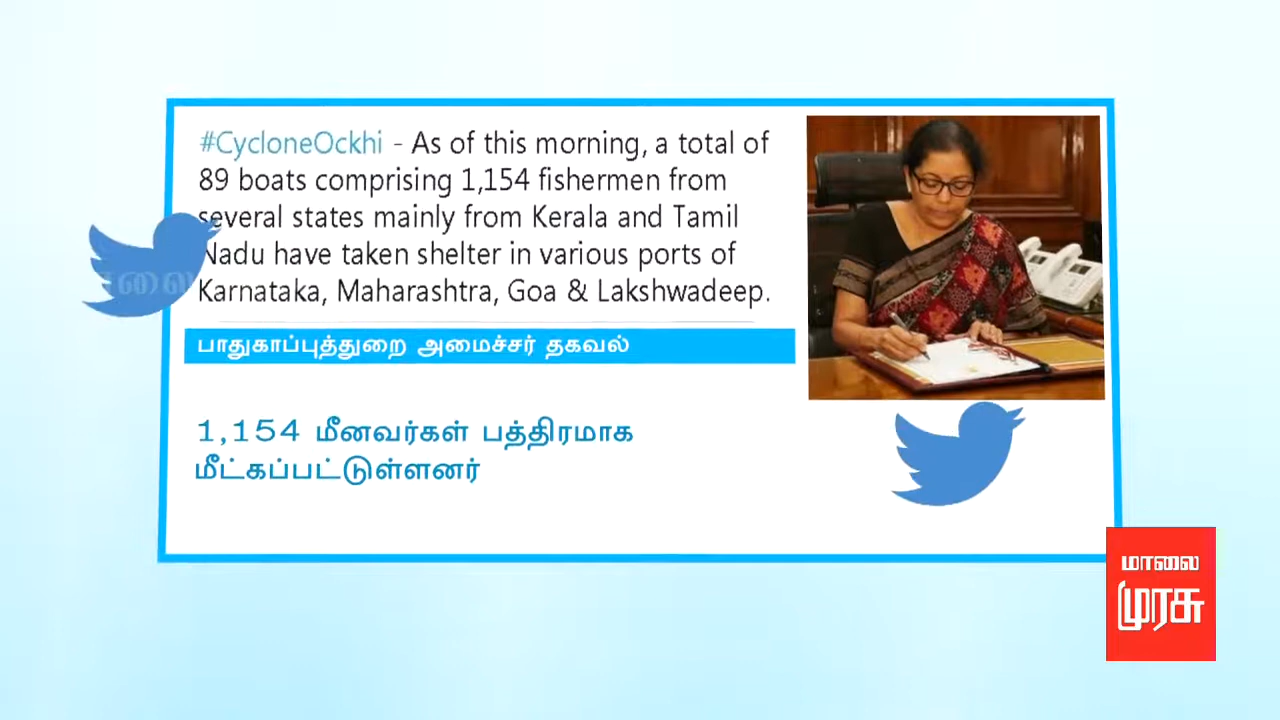 #CycloneOckhi - As of this morning, a total of
89 boats comprising 1,154 fishermen from
several states mainly from Kerala and Tamil
Nadu have taken shelter in various ports of
Karnataka, Maharashtra, Goa & Lakshwadeep.
பாதுகாப்புத்துறை அமைச்சர் தகவல்
1,154 மீனவர்கள் பத்திரமாக
மீட்கப்பட்டுள்ளனர்
மாலை
முரசு